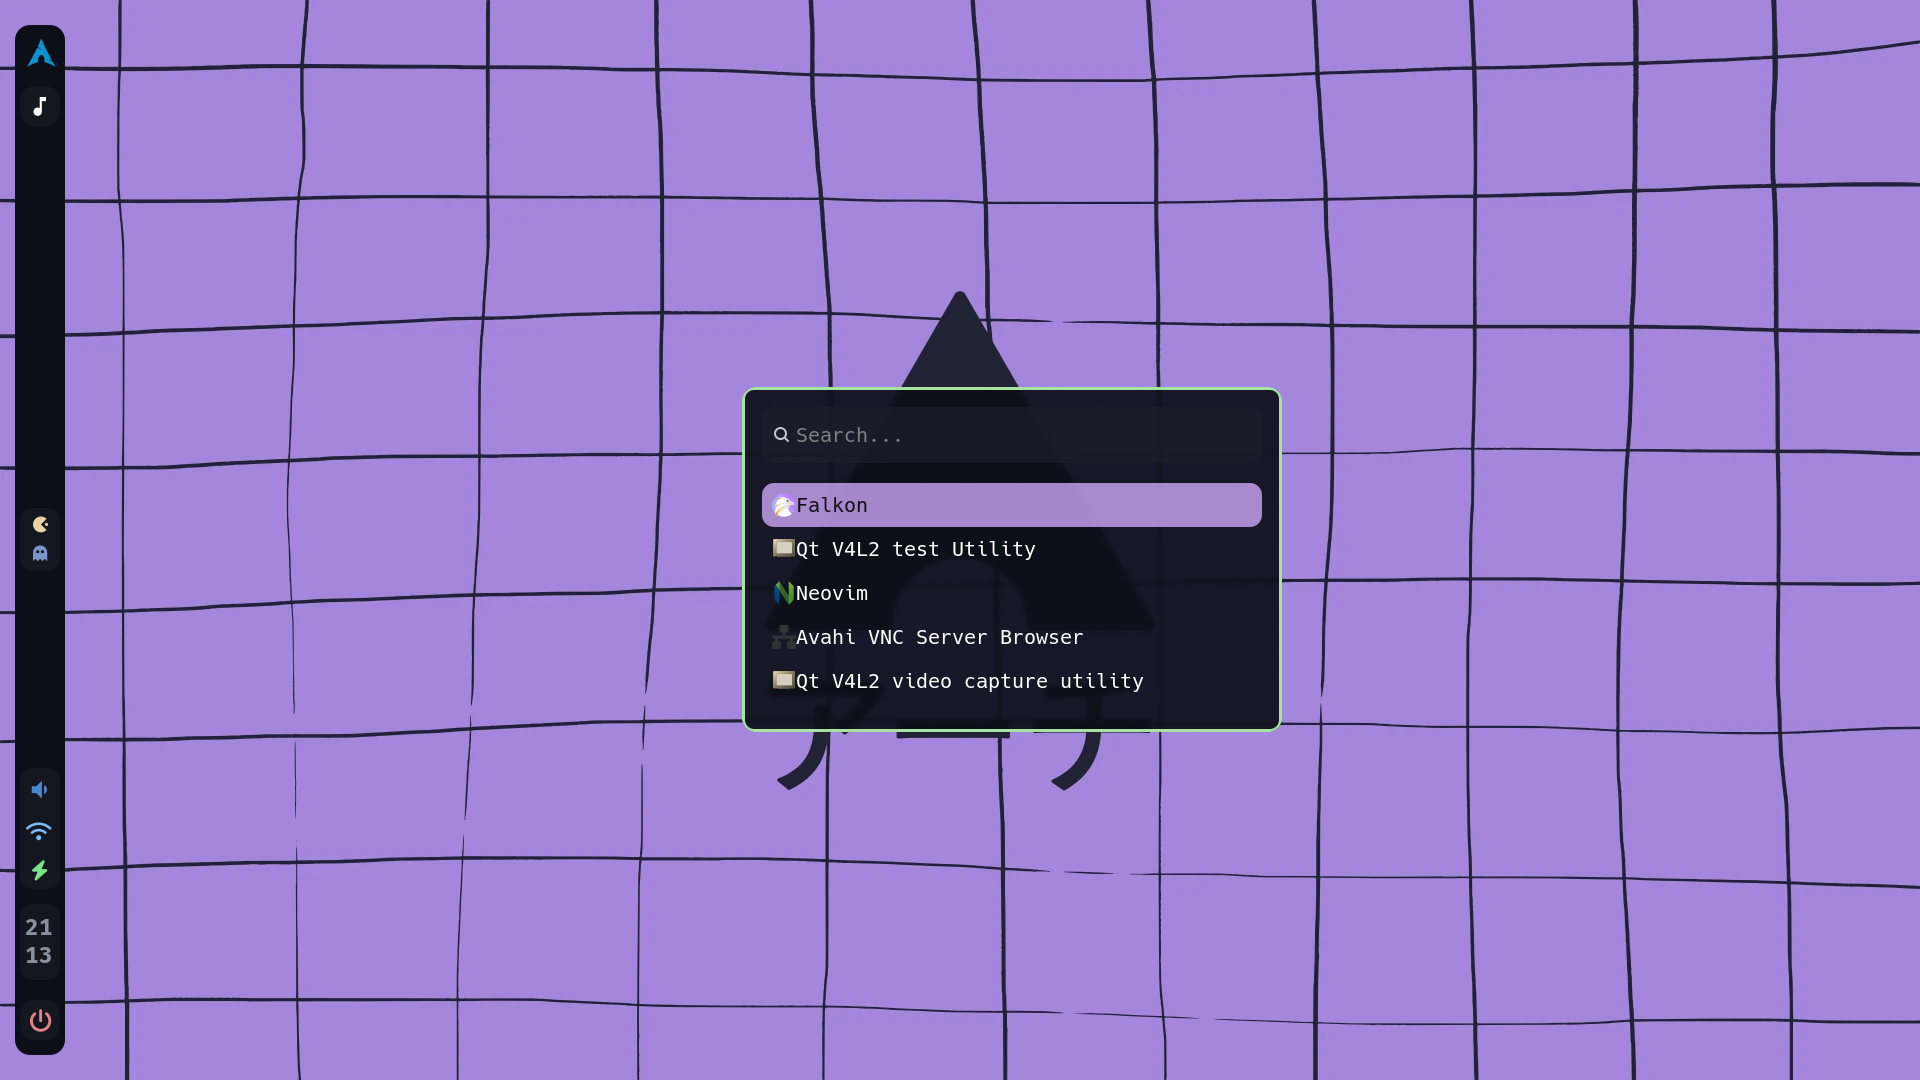 Search...
Falkon
Qt V4L2 test Utility
Neovim
Avahi VNC Server Browser
Qt V4L2 video capture utility
21
13